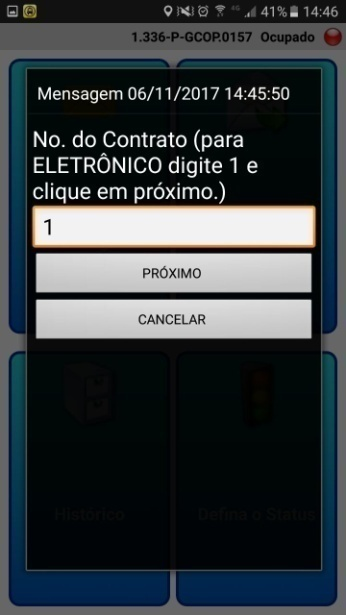 41% 14:46
1.336-P-GCOP.0157 Ocupado
Mensagem 06/11/2017 14:45:50
No. do Contrato (para
ELETRÔNICO digite 1 e
clique em próximo.)
1
PRÓXIMO
CANCELAR
Histórico Defina o Status